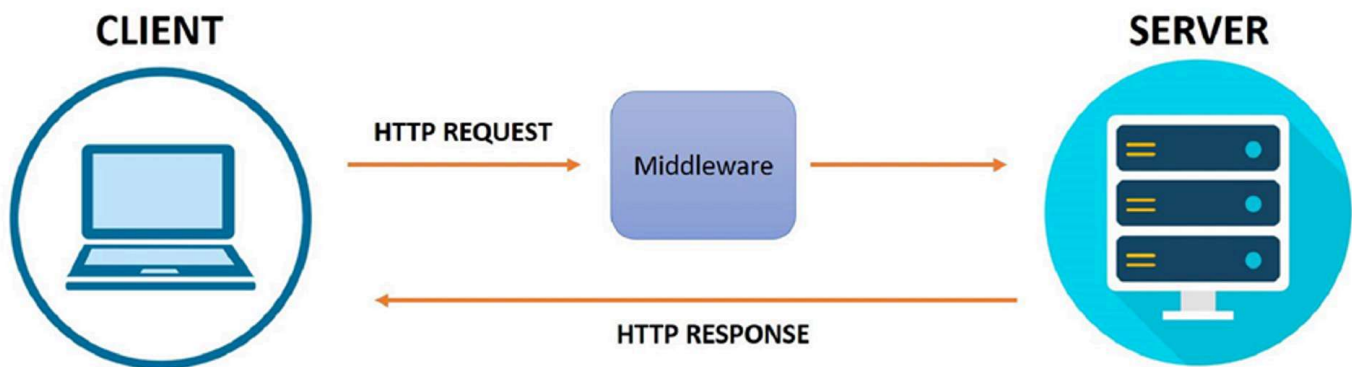 CLIENT
SERVER
HTTP REQUEST
Middleware
HTTP RESPONSE